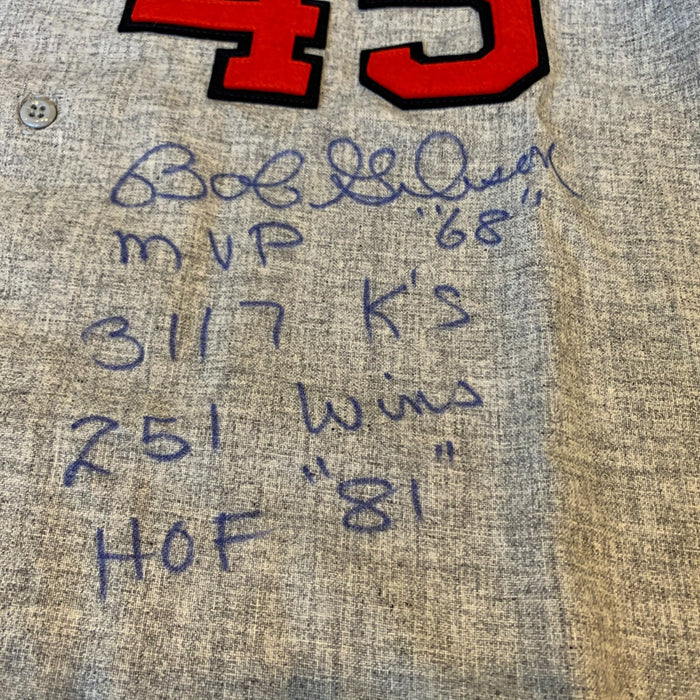 45
Bob Gibson
MVP "68"
3117 K's
251 Wins
HOF "81"